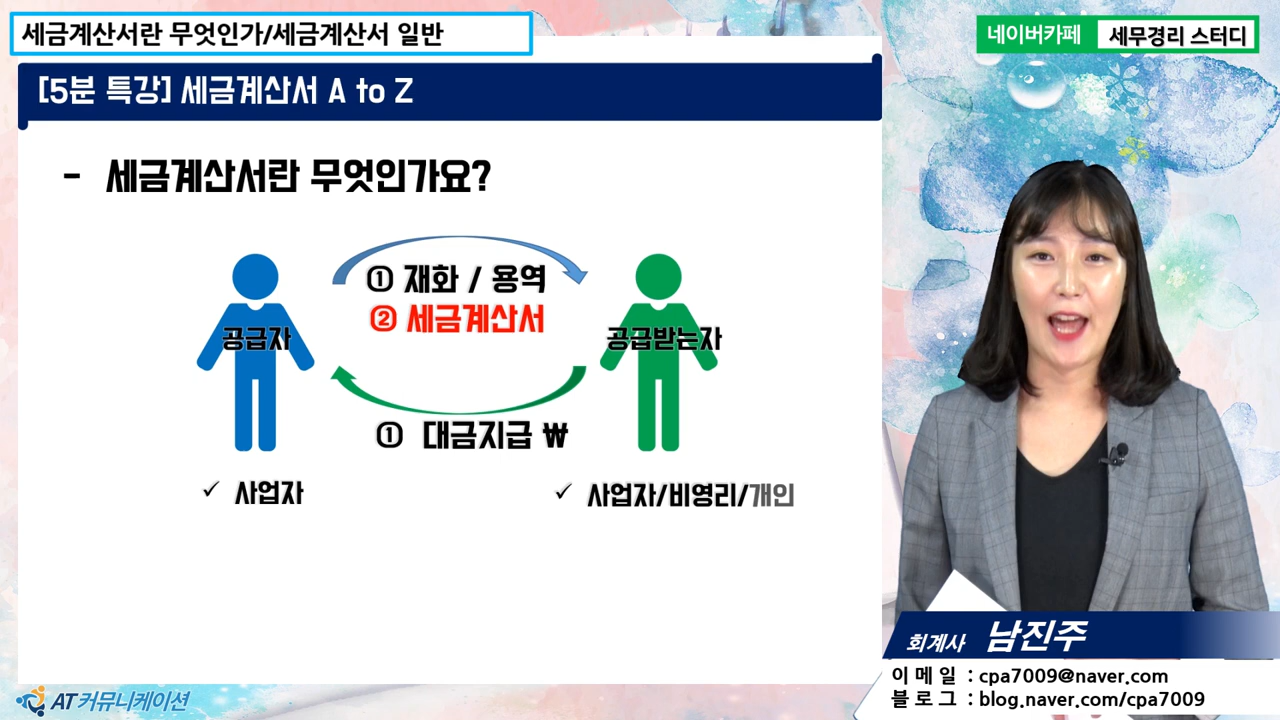 세금계산서란 무엇인가/세금계산서 일반
네이버카페 세무경리 스터디
[5분 특강] 세금계산서 A to Z
- 세금계산서란 무엇인가요?
① 재화 / 용역
② 세금계산서
공급자
공급받는자
① 대금지급 ₩
✓ 사업자
✓ 사업자/비영리/개인
회계사 남진주
이 메 일 : cpa7009@naver.com
블 로 그 : blog.naver.com/cpa7009
AT커뮤니케이션